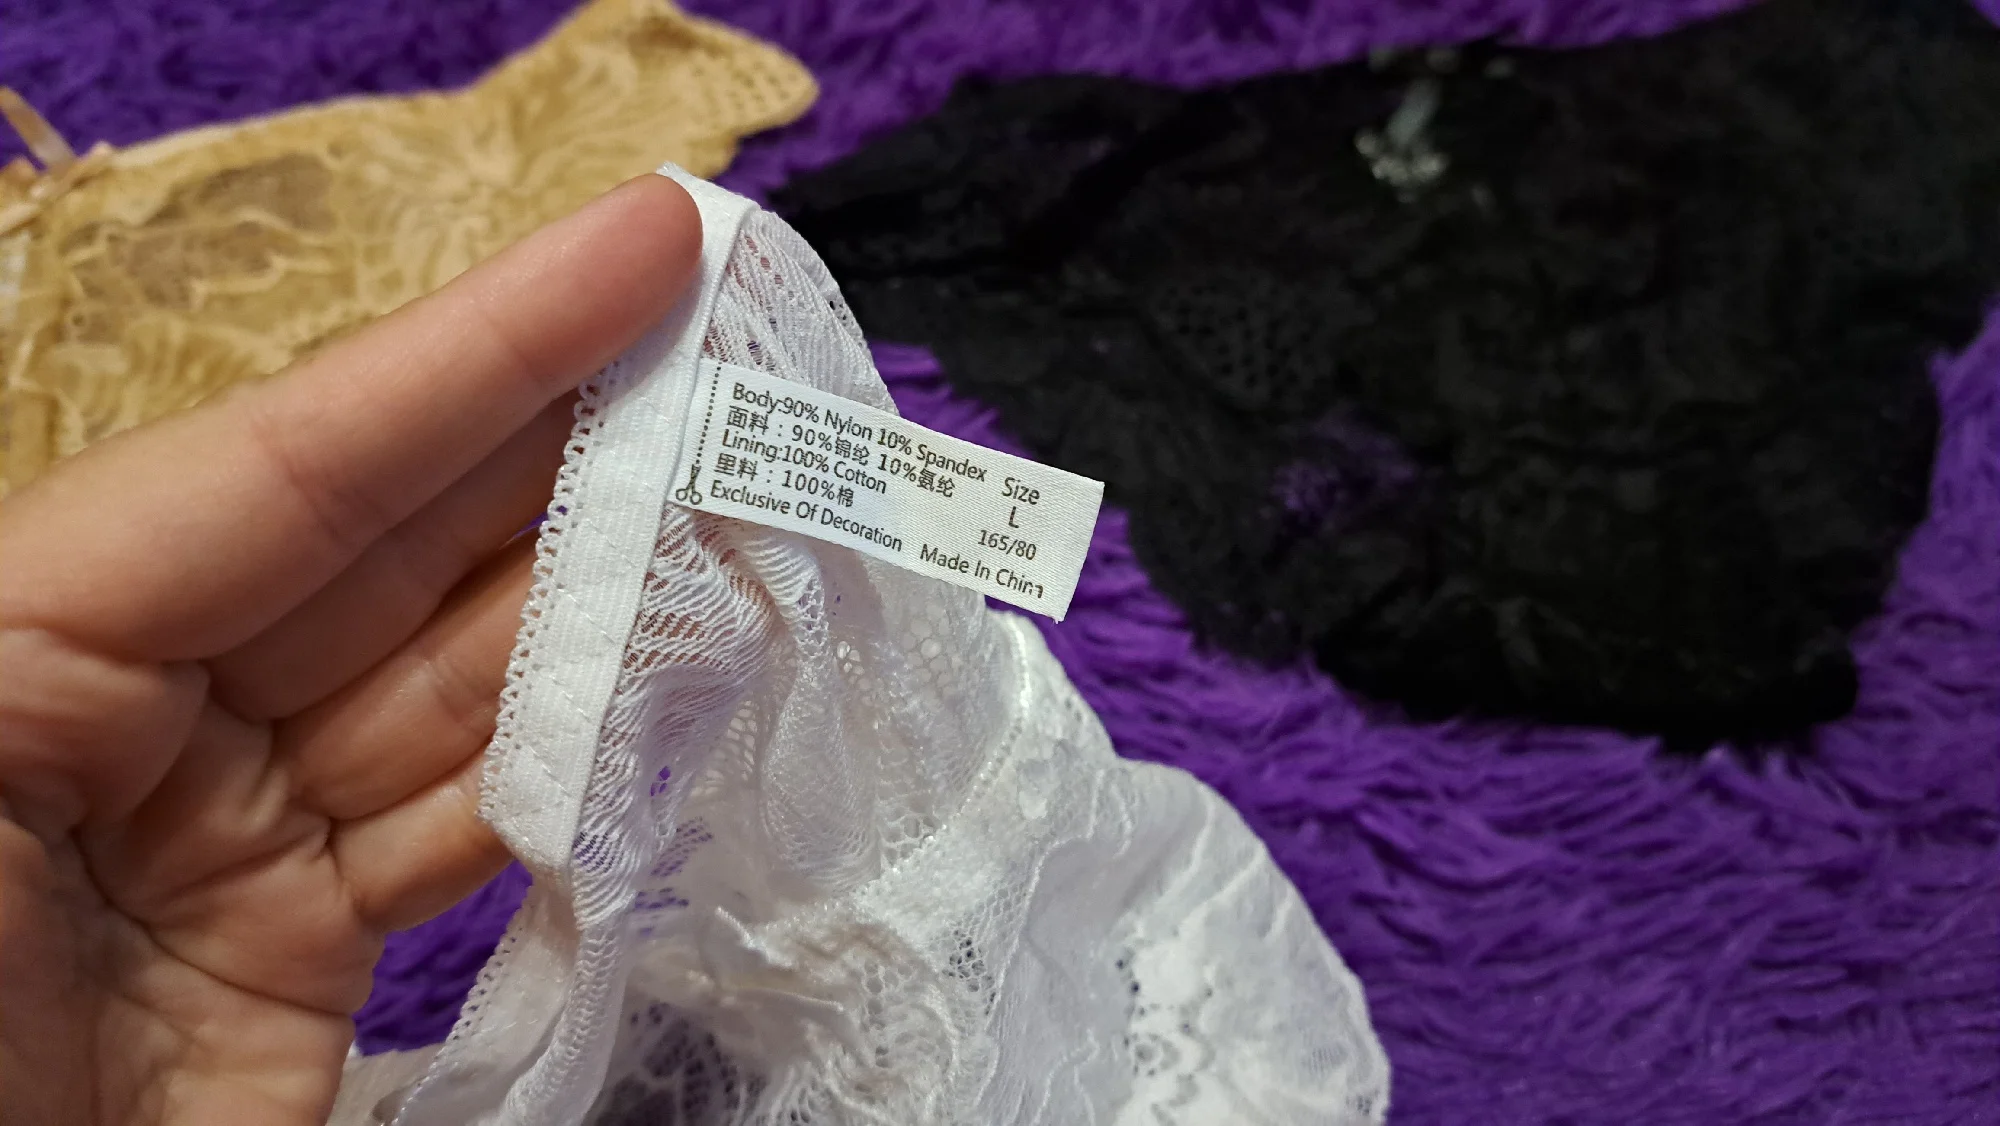 Body:90% Nylon 10% Spandex
面料：90%锦纶 10%氨纶
Lining:100% Cotton
里料：100%棉
Exclusive Of Decoration
Size
L
165/80
Made In China